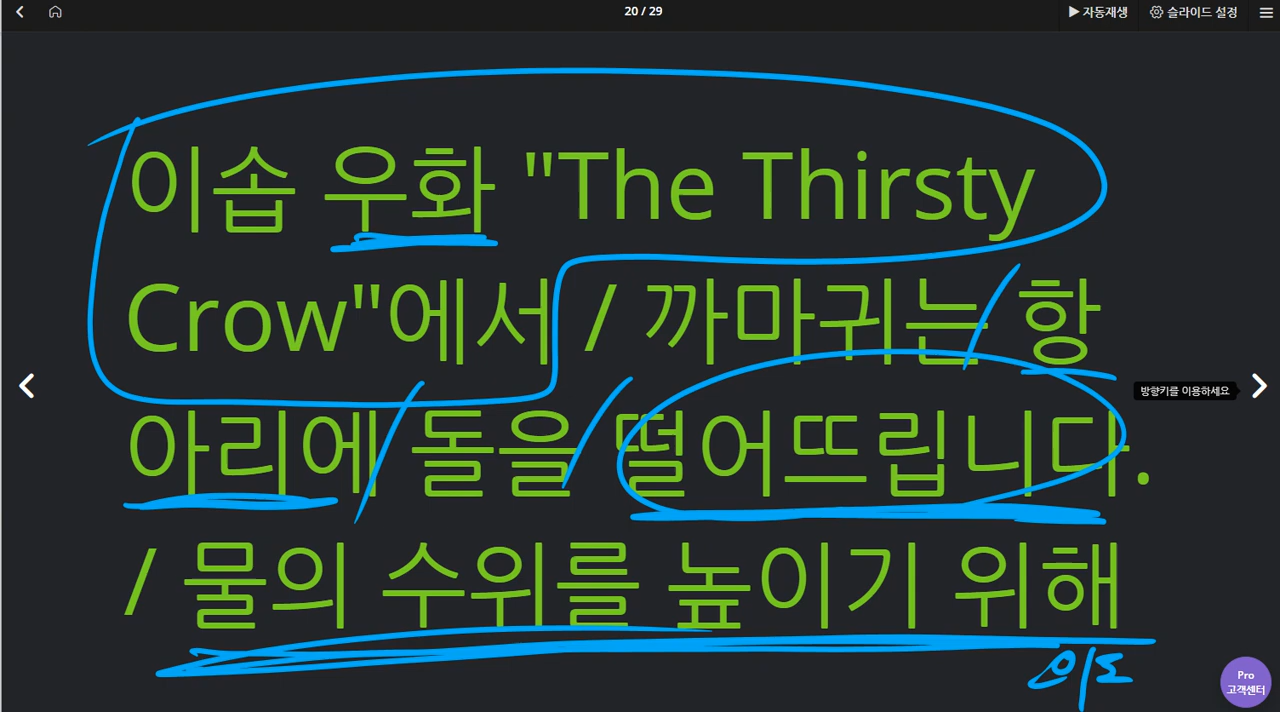 20 / 29
▶ 자동재생
슬라이드 설정
이솝 우화 "The Thirsty
Crow"에서 / 까마귀는 항
아리에 돌을 떨어뜨립니다.
/ 물의 수위를 높이기 위해
방향키를 이용하세요
의도
Pro
고객센터